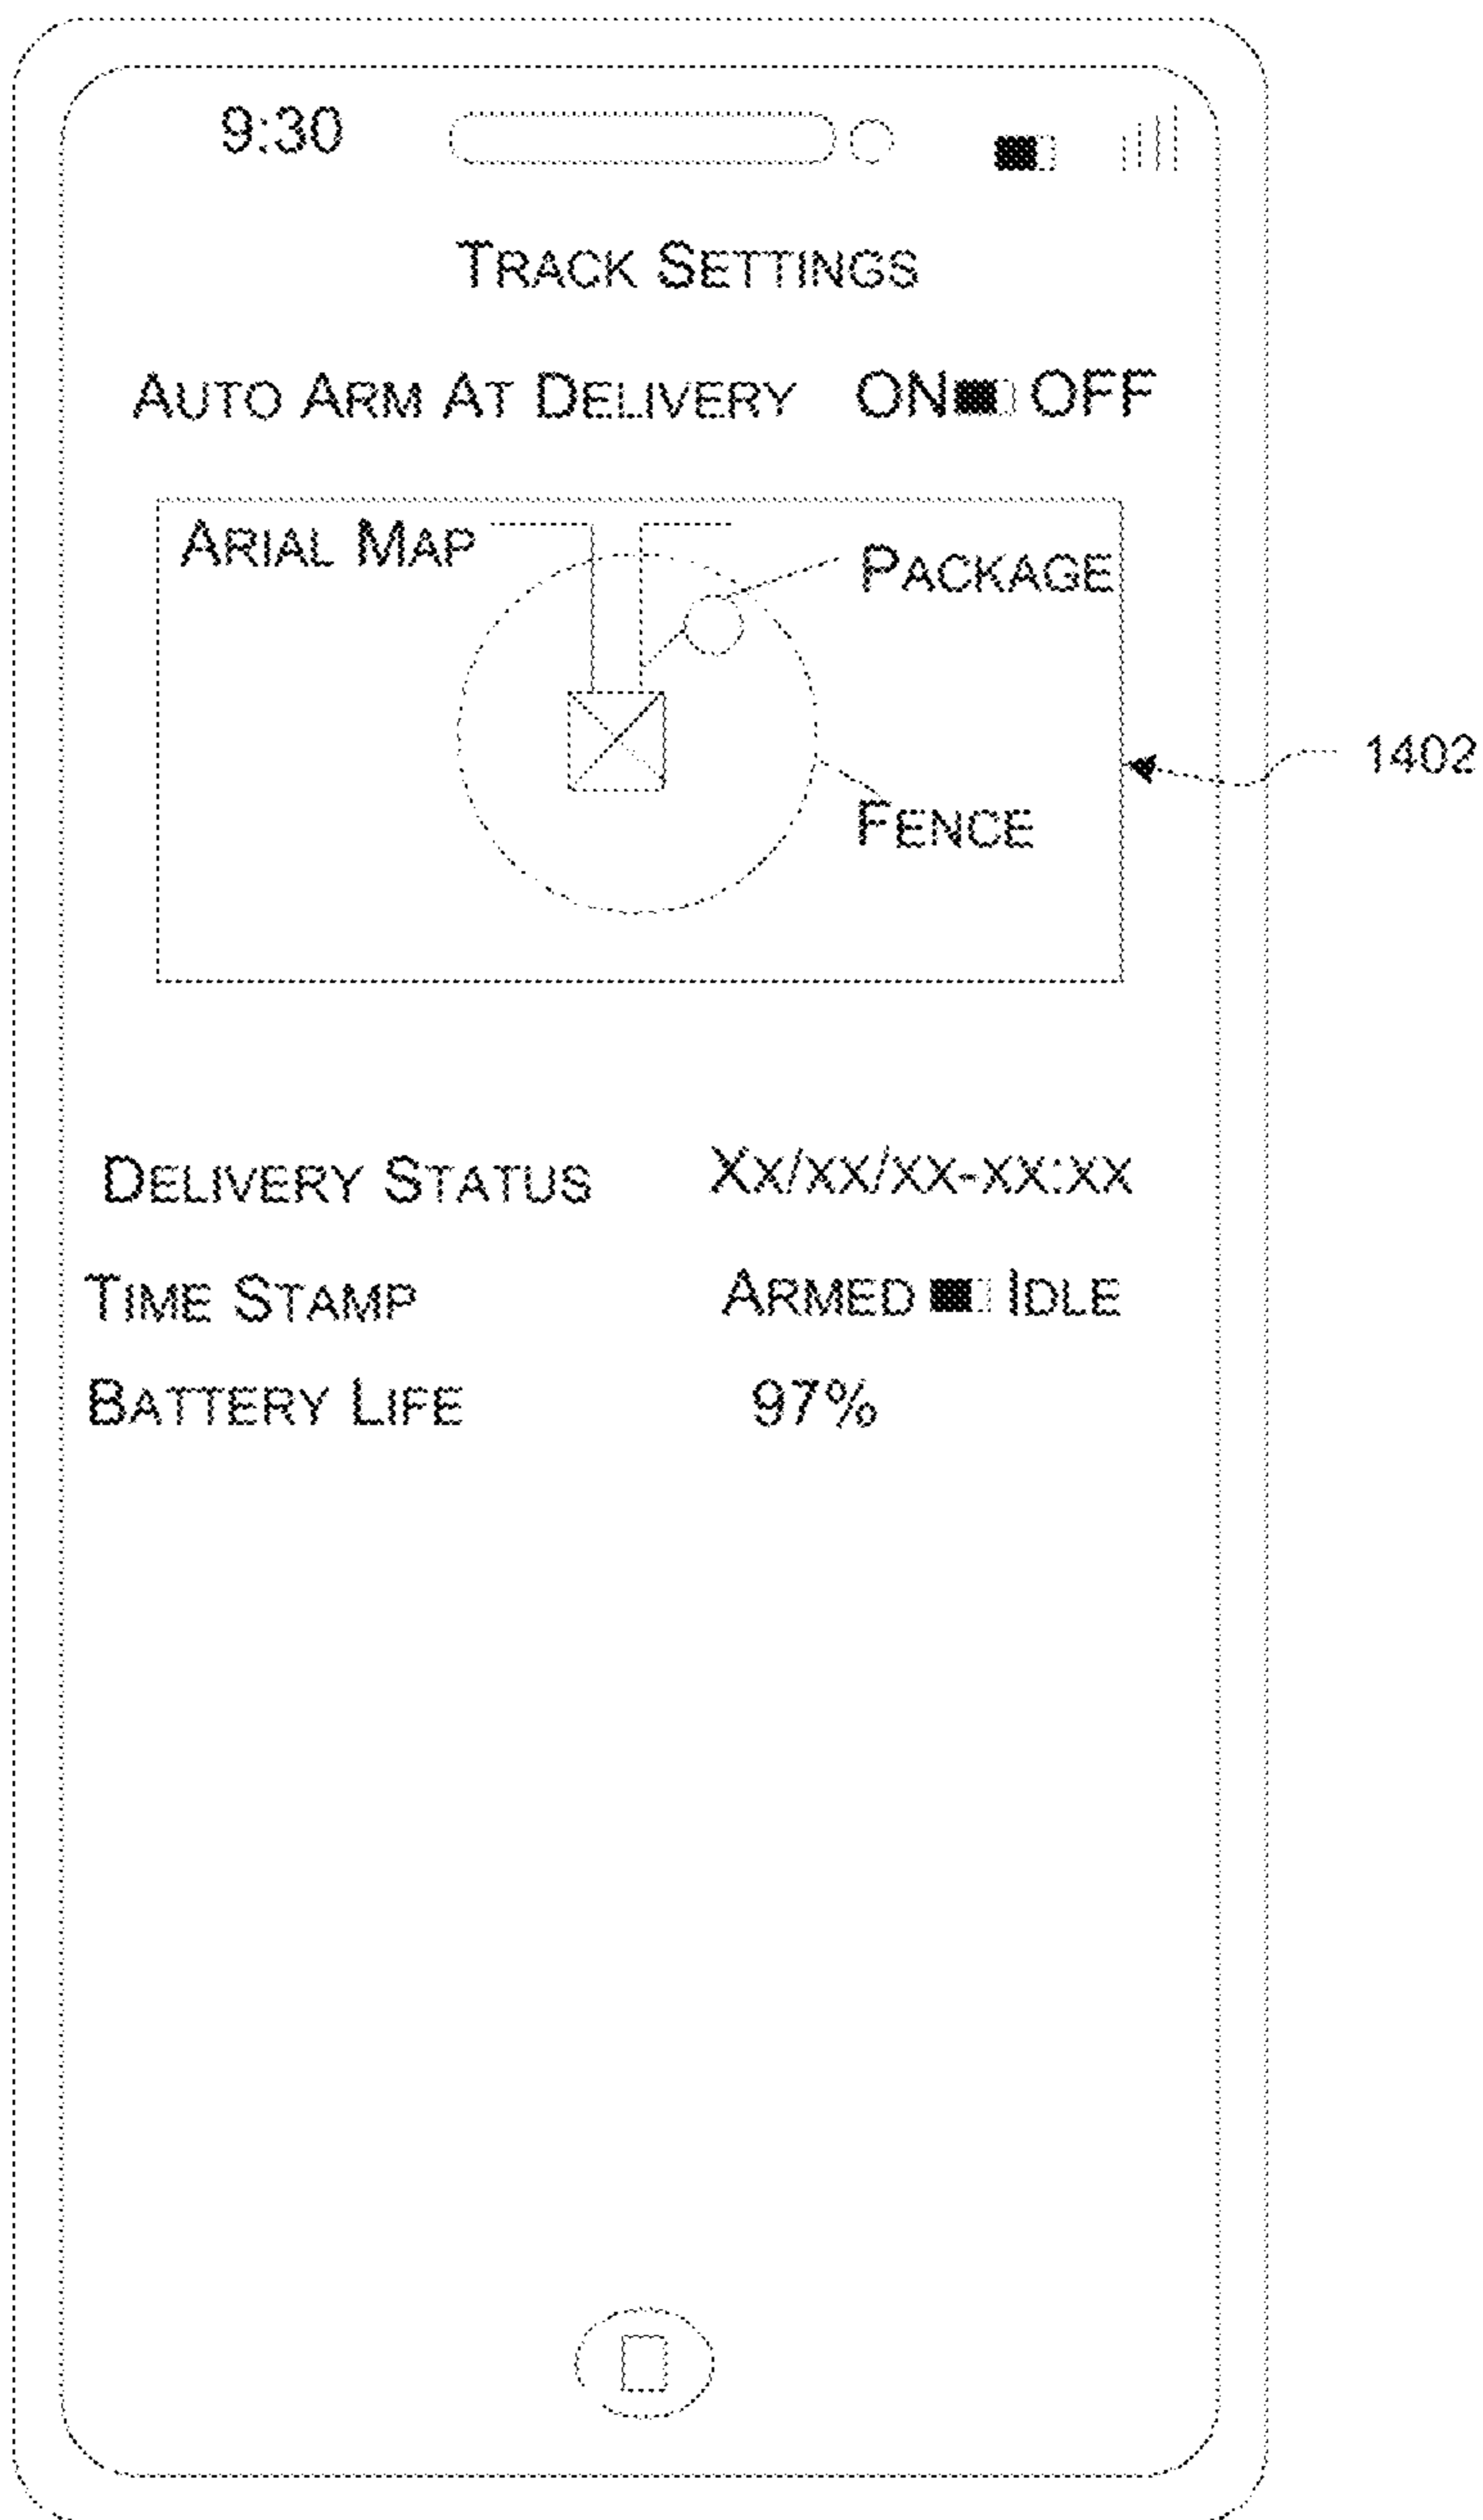 9:30
TRACK SETTINGS
AUTO ARM AT DELIVERY ON OFF
ARIAL MAP
PACKAGE
1402
FENCE
DELIVERY STATUS XX/XX/XX-XX:XX
TIME STAMP ARMED IDLE
BATTERY LIFE 97%